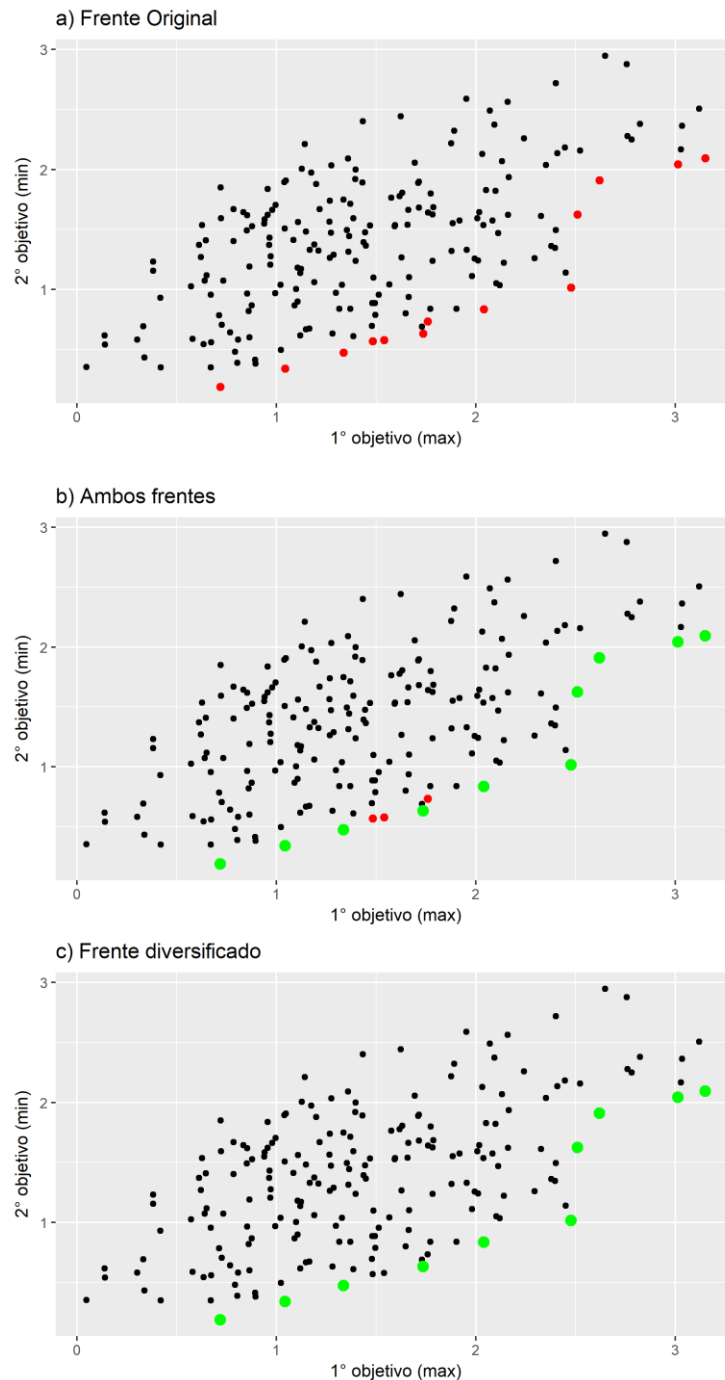 a) Frente Original
3
2
1
2° objetivo (min)
0
1
2
3
1° objetivo (max)
b) Ambos frentes
3
2
1
2° objetivo (min)
0
1
2
3
1° objetivo (max)
c) Frente diversificado
3
2
1
2° objetivo (min)
0
1
2
3
1° objetivo (max)